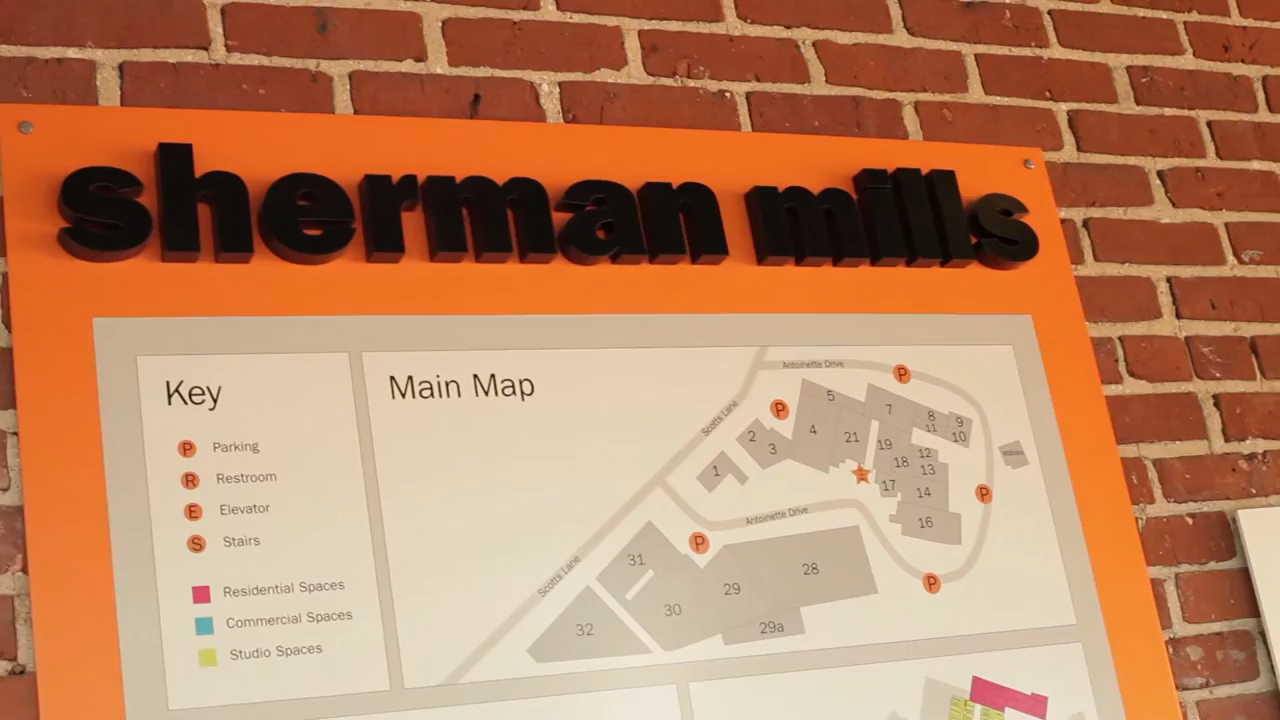 sherman mills
Key
P Parking
R Restroom
E Elevator
S Stairs
Residential Spaces
Commercial Spaces
Studio Spaces
Main Map
Antoinette Drive
P
Scotts Lane
P
5
7
8
9
11
10
2
3
4
21
19
12
1
18
13
17
14
P
16
Antoinette Drive
P
31
Scotts Lane
28
29
P
30
32
29a